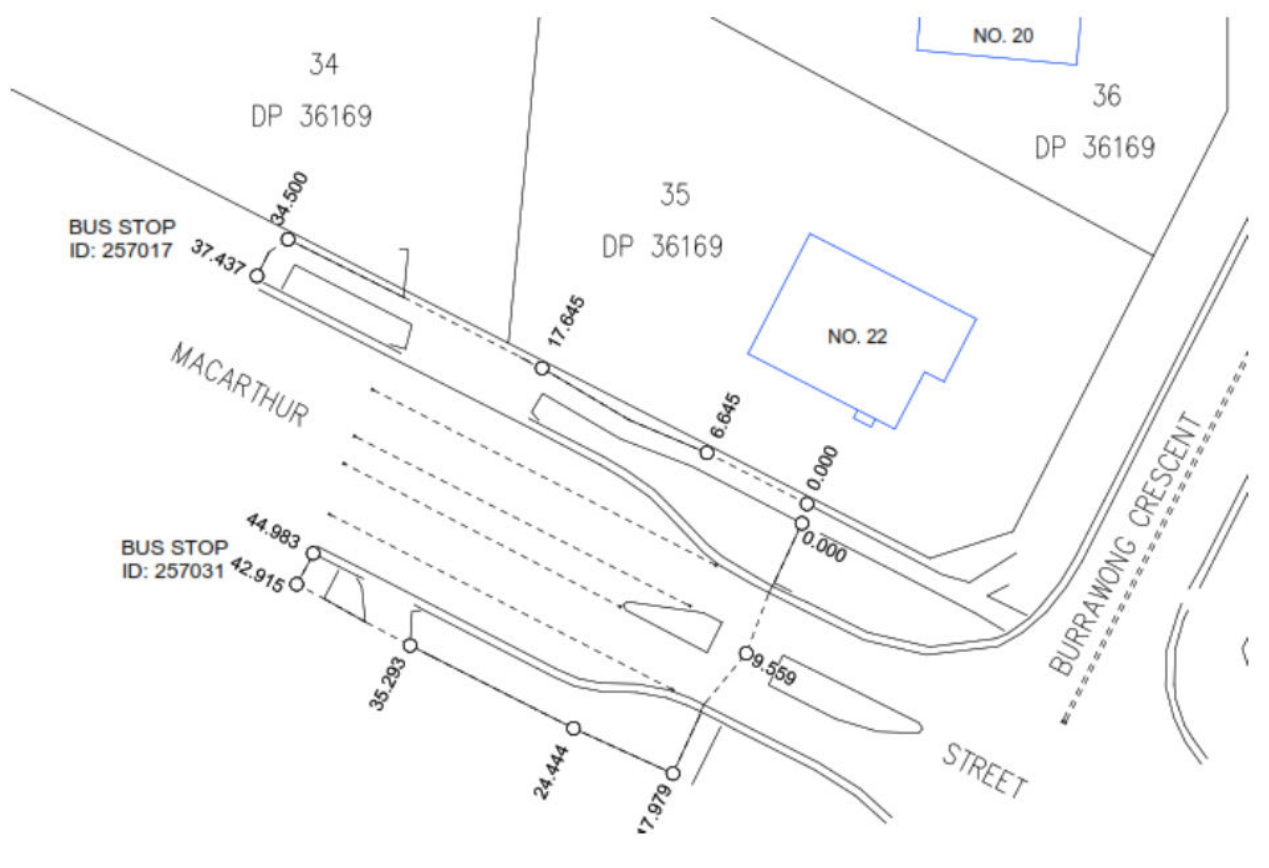 NO. 20
34
DP 36169
36
DP 36169
35
DP 36169
34.500
BUS STOP
ID: 257017
37.437
17.645
NO. 22
MACARTHUR
6.645
0.000
0.000
BURRAWONG CRESCENT
44.983
BUS STOP
ID: 257031
42.915
9.559
35.293
24.444
17.979
STREET